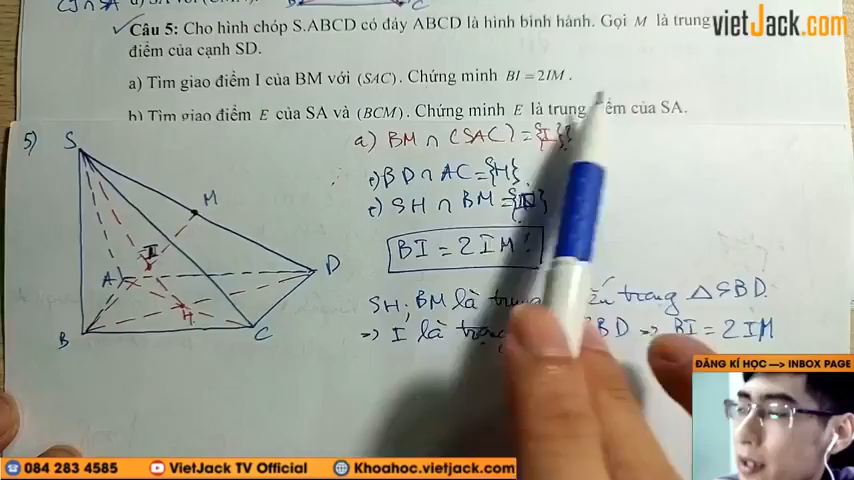 vietJack.com
Câu 5: Cho hình chóp S.ABCD có đáy ABCD là hình bình hành. Gọi M là trung
điểm của cạnh SD.
a) Tìm giao điểm I của BM với (SAC). Chứng minh BI = 2IM.
b) Tìm giao điểm E của SA và (BCM). Chứng minh E là trung điểm của SA.
5)
a) BM ∩ (SAC) = {I}
+) BD ∩ AC = {H}
+) SH ∩ BM = {I}
BI = 2IM!
SH; BM là trung trong △SBD.
=> I là BD => BI = 2IM
S
M
I
A
D
H
B
C
ĐĂNG KÍ HỌC —> INBOX PAGE
084 283 4585
VietJack TV Official
Khoahoc.vietjack.com